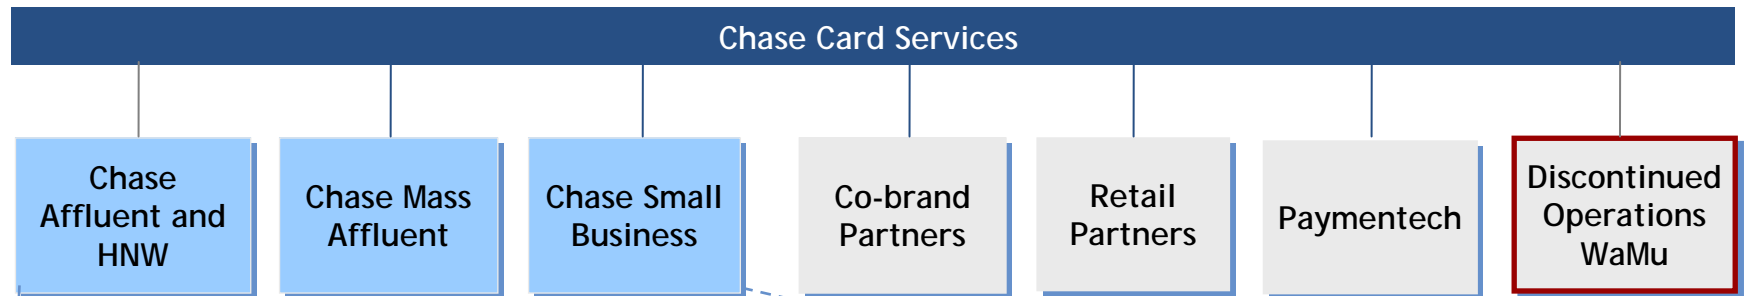 Chase Card Services
Chase
Affluent and
HNW
Chase Mass
Affluent
Chase Small
Business
Co-brand
Partners
Retail
Partners
Paymentech
Discontinued
Operations
WaMu